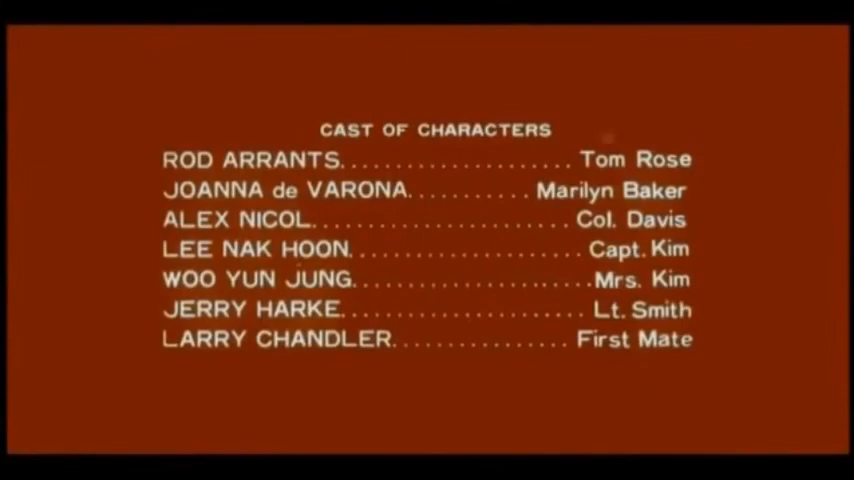 CAST OF CHARACTERS
ROD ARRANTS. . . . . . . . . . . . . . . . . . . . . Tom Rose
JOANNA de VARONA. . . . . . . . . . . Marilyn Baker
ALEX NICOL. . . . . . . . . . . . . . . . . . . . . . . . Col. Davis
LEE NAK HOON. . . . . . . . . . . . . . . . . . . . . Capt. Kim
WOO YUN JUNG. . . . . . . . . . . . . . . . . . . . . . Mrs. Kim
JERRY HARKE. . . . . . . . . . . . . . . . . . . . . . Lt. Smith
LARRY CHANDLER. . . . . . . . . . . . . . . . First Mate